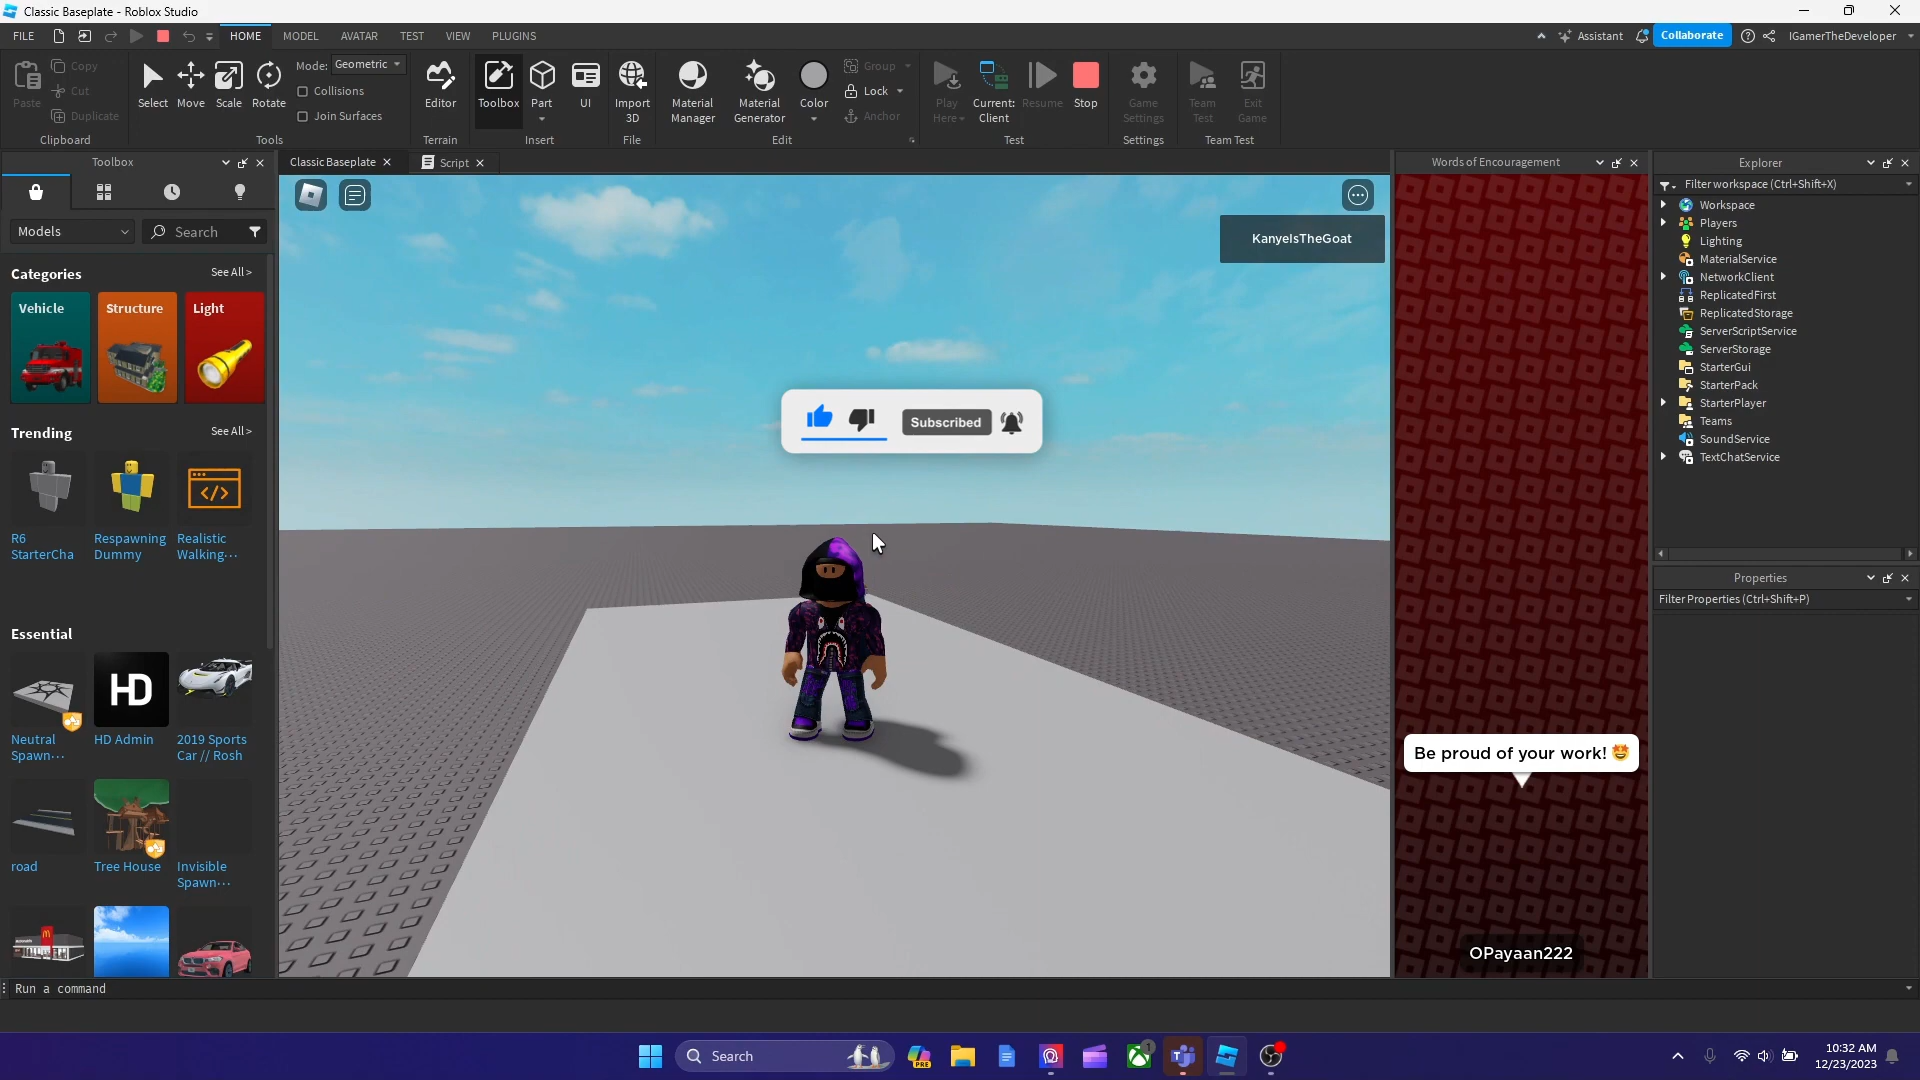 Classic Baseplate - Roblox Studio
FILE
HOME
MODEL
AVATAR
TEST
VIEW
PLUGINS
Assistant
Collaborate
IGamerTheDeveloper
Paste
Copy
Cut
Duplicate
Clipboard
Select
Move
Scale
Rotate
Mode: Geometric
Collisions
Join Surfaces
Tools
Editor
Terrain
Toolbox
Part
UI
Insert
Import
3D
File
Material
Manager
Material
Generator
Color
Group
Lock
Anchor
Edit
Play
Here
Current:
Client
Resume
Stop
Test
Game
Settings
Settings
Team
Test
Exit
Game
Team Test
Toolbox
Models
Search
Categories
See All >
Vehicle
Structure
Light
Trending
See All >
R6
StarterCha
Respawning
Dummy
Realistic
Walking...
Essential
HD
Neutral
Spawn...
HD Admin
2019 Sports
Car // Rosh
road
Tree House
Invisible
Spawn...
Classic Baseplate
Script
KanyeIsTheGoat
Subscribed
Words of Encouragement
Be proud of your work! 🤩
OPayaan222
Explorer
Filter workspace (Ctrl+Shift+X)
Workspace
Players
Lighting
MaterialService
NetworkClient
ReplicatedFirst
ReplicatedStorage
ServerScriptService
ServerStorage
StarterGui
StarterPack
StarterPlayer
Teams
SoundService
TextChatService
Properties
Filter Properties (Ctrl+Shift+P)
Run a command
Search
PRE
1
10:32 AM
12/23/2023